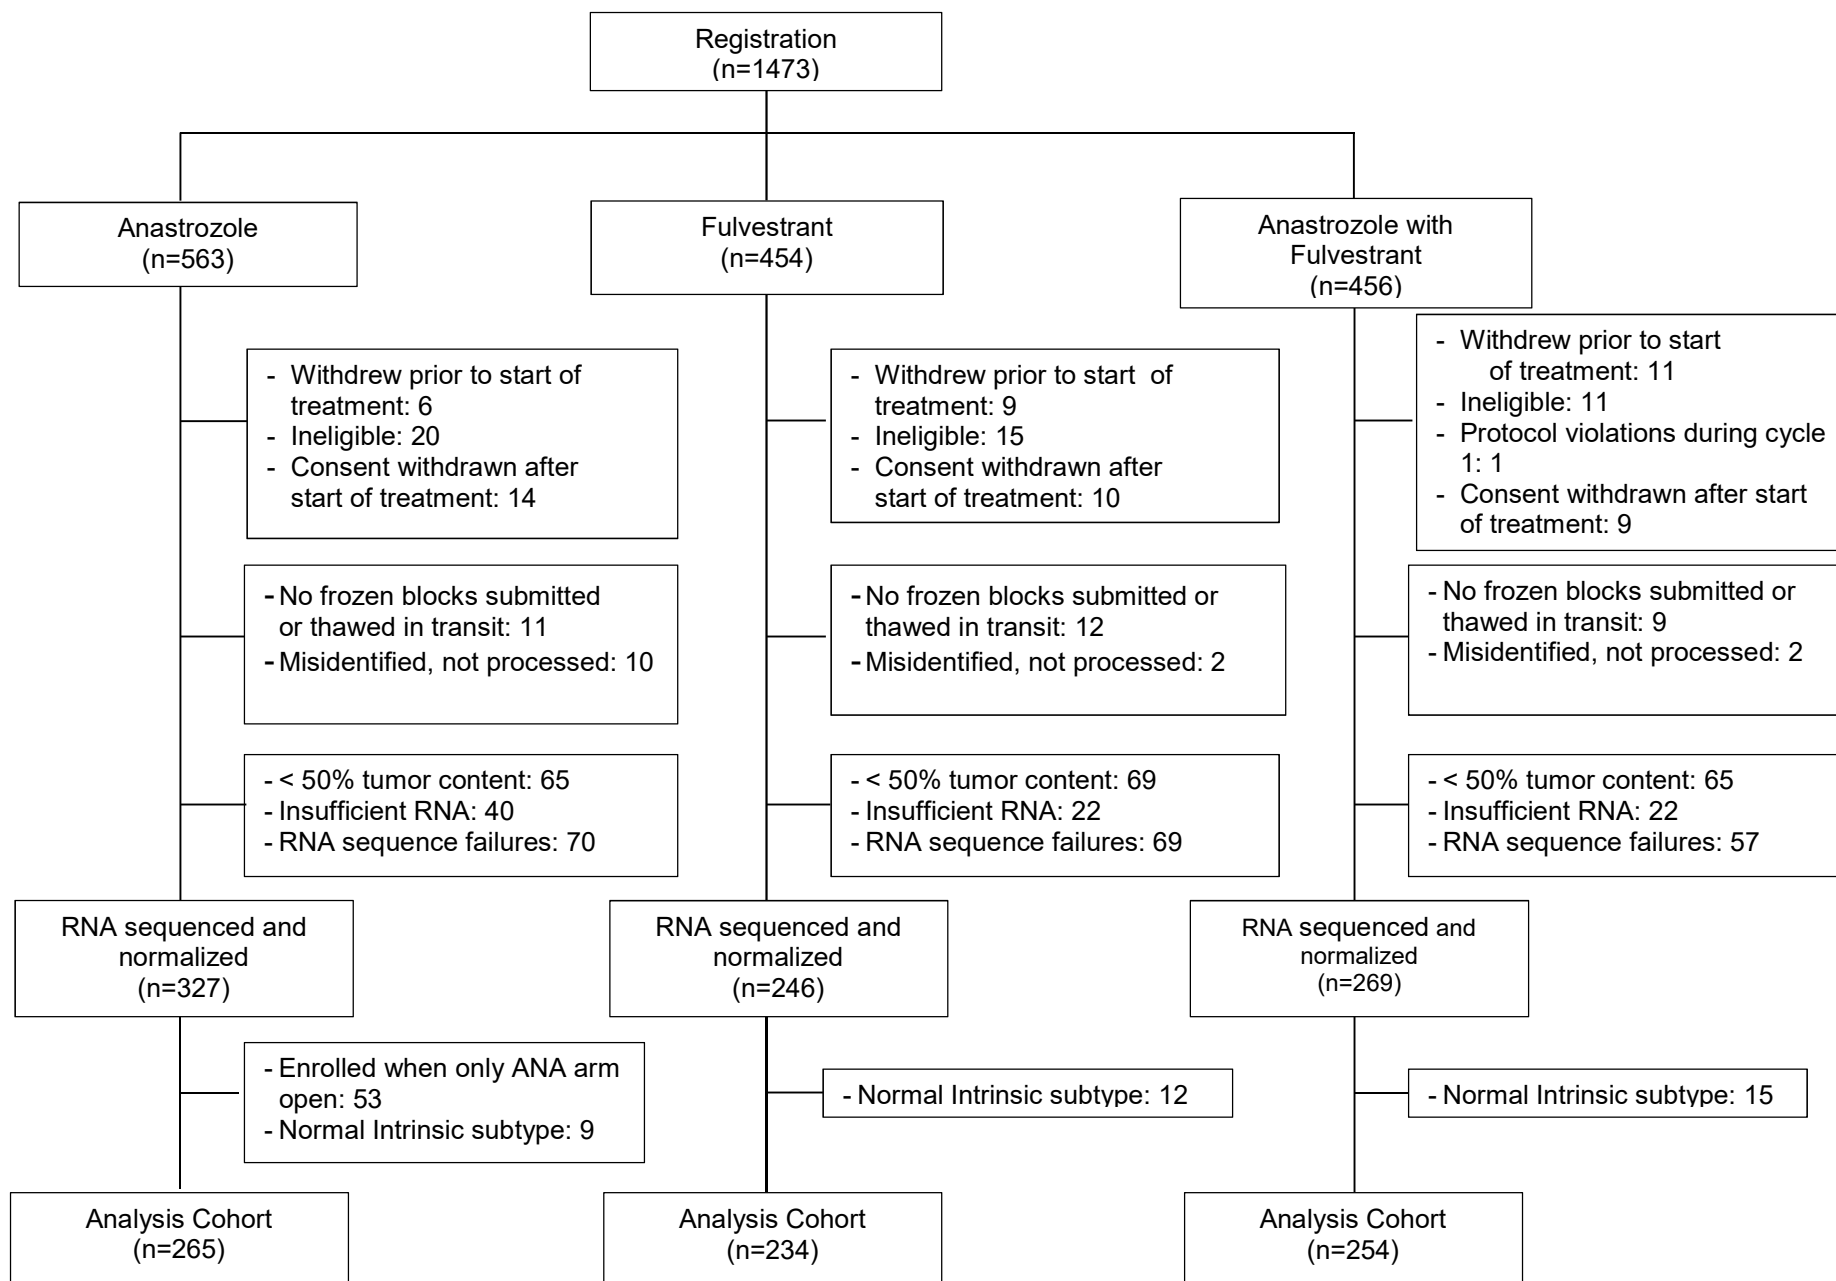 Registration
(n=1473)
Anastrozole
(n=563)
Fulvestrant
(n=454)
Anastrozole with
Fulvestrant
(n=456)
- Withdrew prior to start of
treatment: 6
- Ineligible: 20
- Consent withdrawn after
start of treatment: 14
- Withdrew prior to start of
treatment: 9
- Ineligible: 15
- Consent withdrawn after
start of treatment: 10
- Withdrew prior to start
of treatment: 11
- Ineligible: 11
- Protocol violations during cycle
1: 1
- Consent withdrawn after start
of treatment: 9
- No frozen blocks submitted
or thawed in transit: 11
- Misidentified, not processed: 10
- No frozen blocks submitted or
thawed in transit: 12
- Misidentified, not processed: 2
- No frozen blocks submitted or
thawed in transit: 9
- Misidentified, not processed: 2
- < 50% tumor content: 65
- Insufficient RNA: 40
- RNA sequence failures: 70
- < 50% tumor content: 69
- Insufficient RNA: 22
- RNA sequence failures: 69
- < 50% tumor content: 65
- Insufficient RNA: 22
- RNA sequence failures: 57
RNA sequenced and
normalized
(n=327)
RNA sequenced and
normalized
(n=246)
RNA sequenced and
normalized
(n=269)
- Enrolled when only ANA arm
open: 53
- Normal Intrinsic subtype: 9
- Normal Intrinsic subtype: 12
- Normal Intrinsic subtype: 15
Analysis Cohort
(n=265)
Analysis Cohort
(n=234)
Analysis Cohort
(n=254)